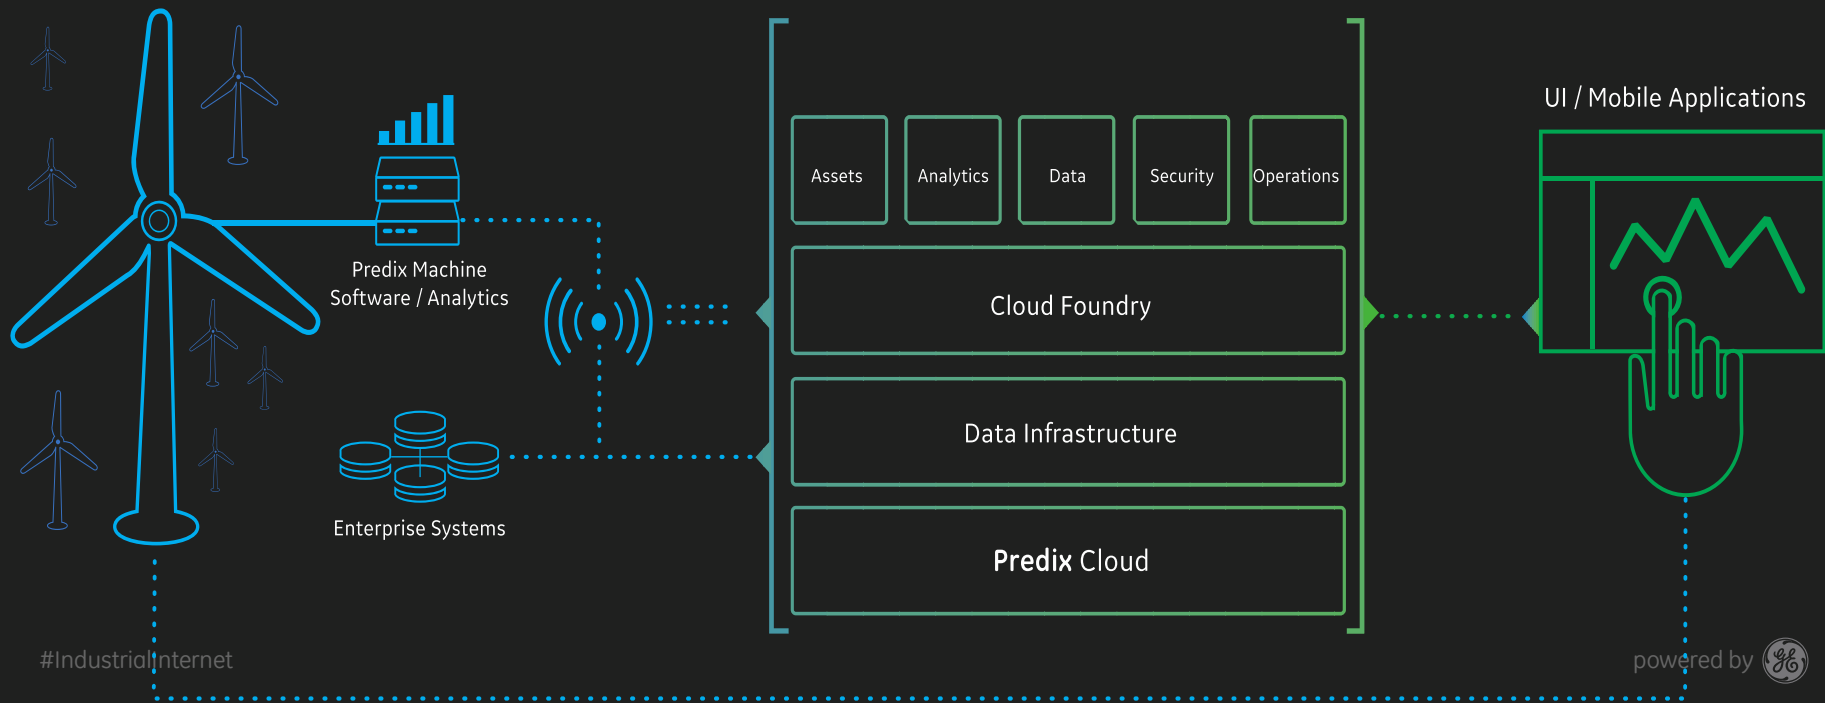 UI / Mobile Applications
Assets
Analytics
Data
Security
Operations
Predix Machine
Software / Analytics
Cloud Foundry
Data Infrastructure
Enterprise Systems
Predix Cloud
#IndustrialInternet
powered by
GE